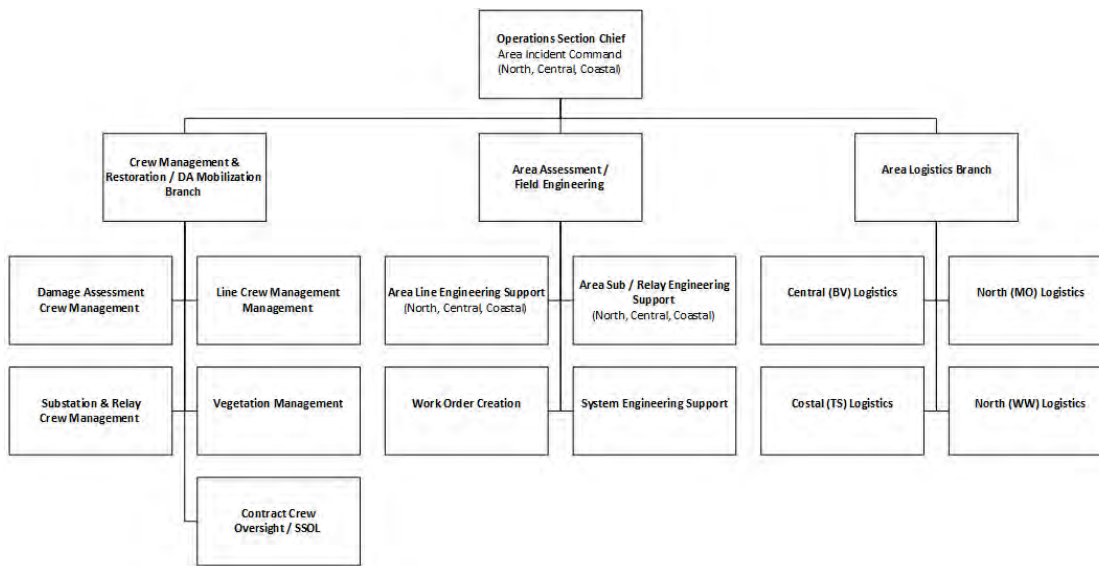 Operations Section Chief
Area Incident Command
(North, Central, Coastal)
Crew Management &
Restoration / DA Mobilization
Branch
Area Assessment /
Field Engineering
Area Logistics Branch
Damage Assessment
Crew Management
Line Crew Management
Management
Area Line Engineering Support
(North, Central, Coastal)
Area Sub / Relay Engineering
Support
(North, Central, Coastal)
Central (BV) Logistics
North (MO) Logistics
Substation & Relay
Crew Management
Vegetation Management
Work Order Creation
System Engineering Support
Costal (TS) Logistics
North (WW) Logistics
Contract Crew
Oversight / SSOL